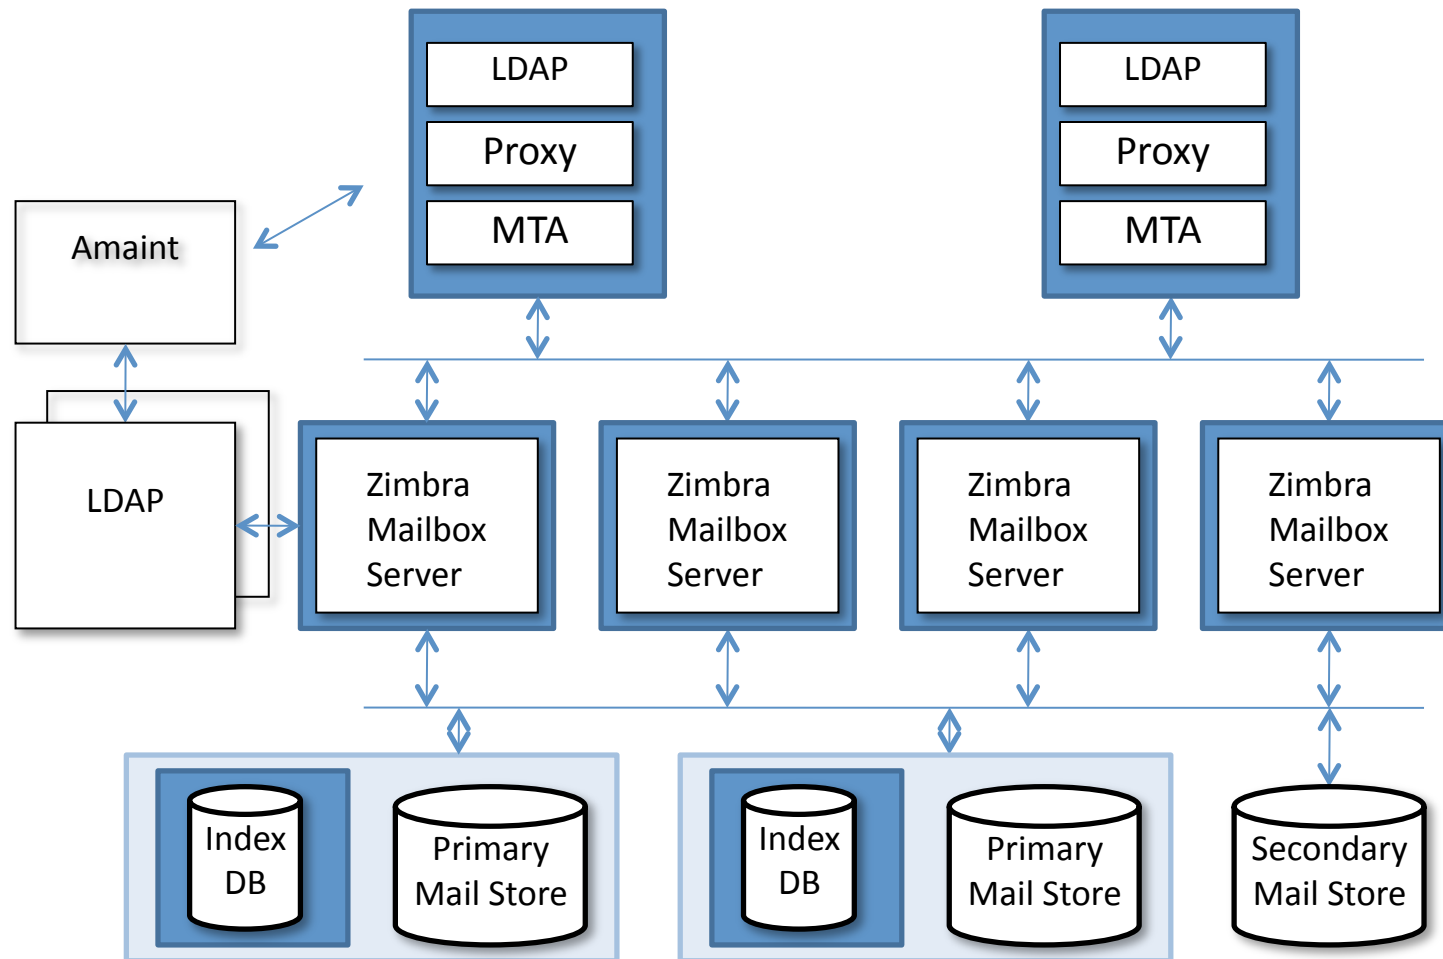 LDAP
Proxy
MTA
LDAP
Proxy
MTA
Amaint
LDAP
Zimbra
Mailbox
Server
Zimbra
Mailbox
Server
Zimbra
Mailbox
Server
Zimbra
Mailbox
Server
Index
DB
Primary
Mail Store
Index
DB
Primary
Mail Store
Secondary
Mail Store